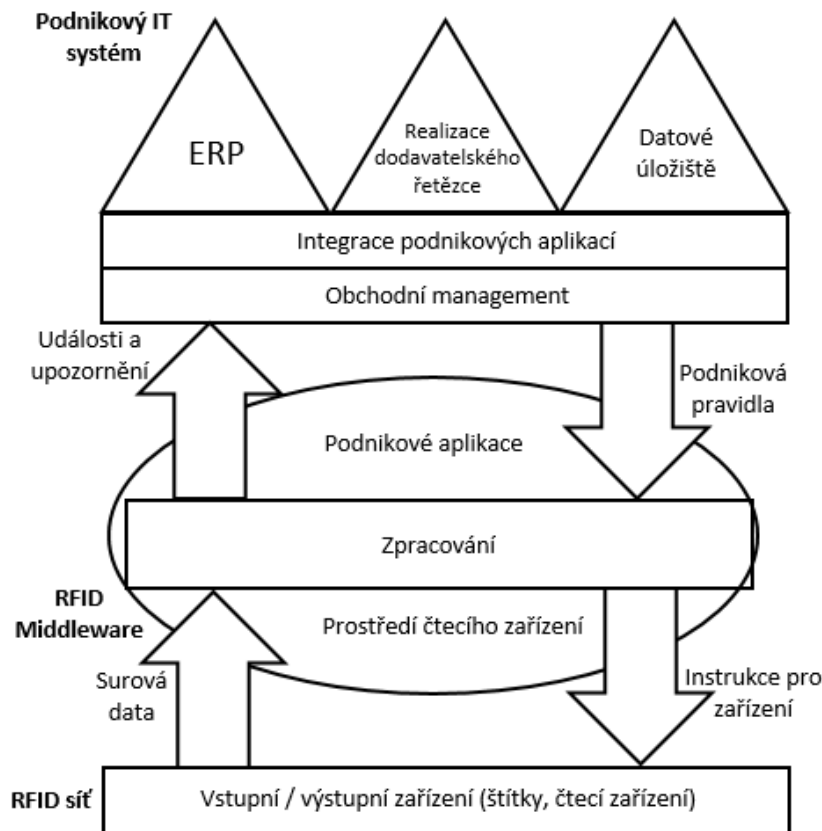 Podnikový IT
systém
ERP
Realizace
dodavatelského
řetězce
Datové
úložiště
Integrace podnikových aplikací
Obchodní management
Události a
upozornění
Podniková
pravidla
Podnikové aplikace
Zpracování
RFID
Middleware
Prostředí čtecího zařízení
Surová
data
Instrukce pro
zařízení
RFID síť
Vstupní / výstupní zařízení (štítky, čtecí zařízení)